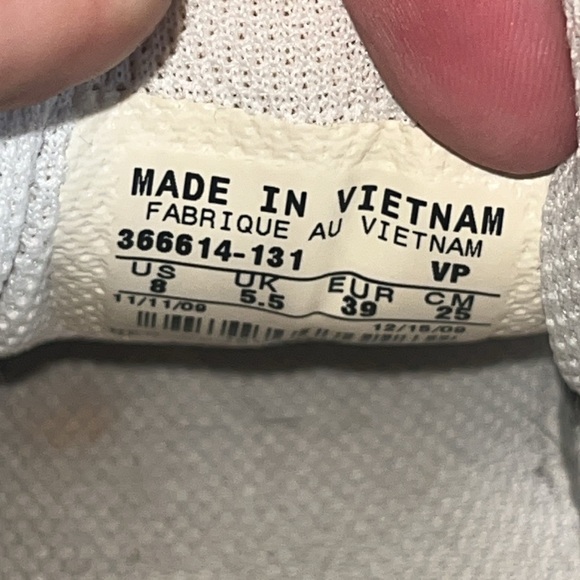 MADE IN VIETNAM
FABRIQUE AU VIETNAM
366614-131 VP
US UK EUR CM
8 5.5 39 25
11/11/09 12/15/09